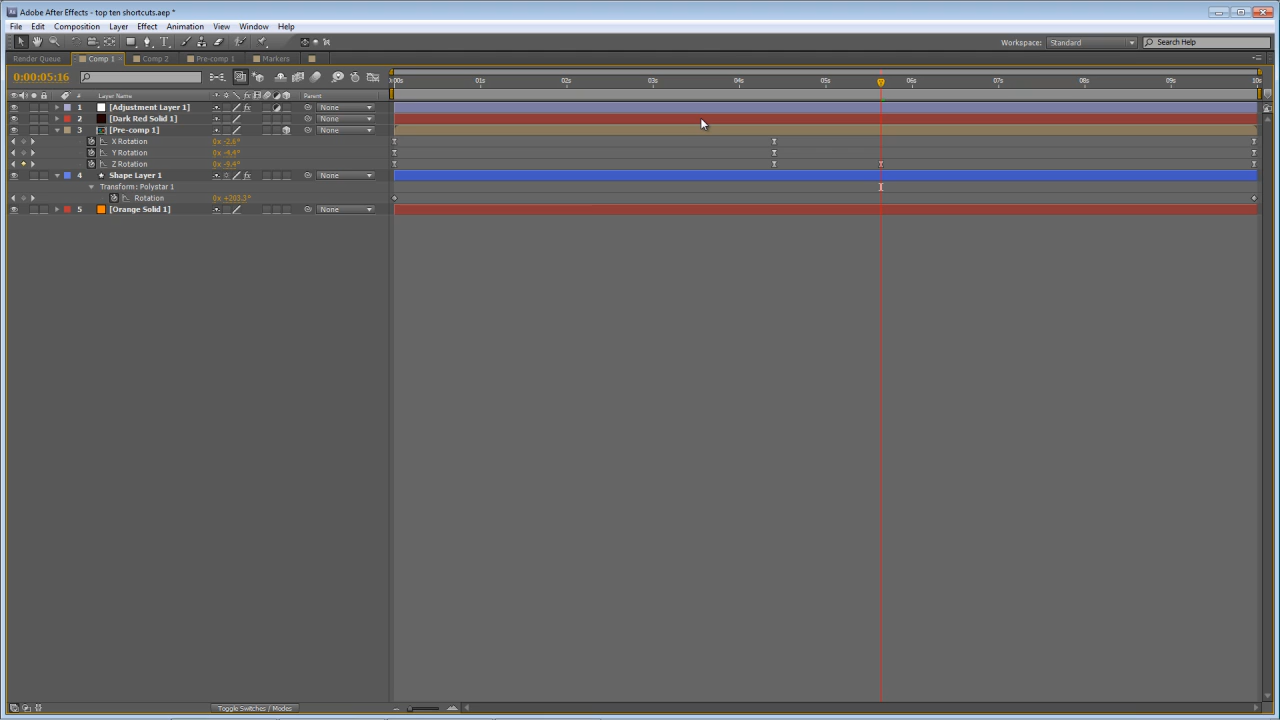 Adobe After Effects - top ten shortcuts.aep *
File Edit Composition Layer Effect Animation View Window Help
Workspace: Standard Search Help
Render Queue Comp 1 Comp 2 Pre-comp 1 Markers
0:00:05:16
:00s 01s 02s 03s 04s 05s 06s 07s 08s 09s 10s
# Layer Name Parent
1 [Adjustment Layer 1] None
2 [Dark Red Solid 1] None
3 [Pre-comp 1] None
X Rotation 0x -2.6°
Y Rotation 0x -4.4°
Z Rotation 0x -5.4°
4 Shape Layer 1 None
Transform: Polystar 1
Rotation 0x +203.3°
5 [Orange Solid 1] None
Toggle Switches / Modes